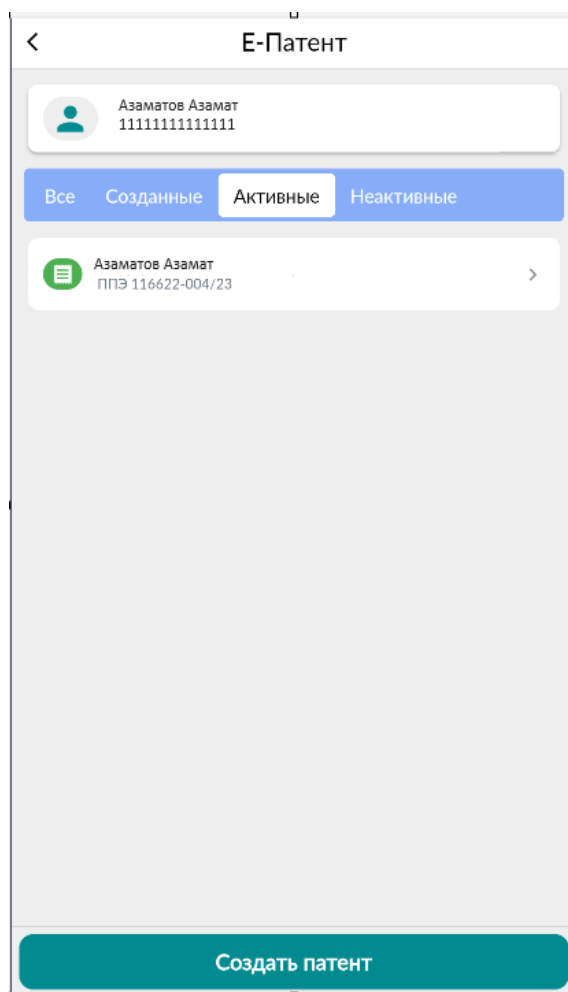 Е-Патент
Азаматов Азамат
11111111111111
Все Созданные Активные Неактивные
Азаматов Азамат
ППЭ 116622-004/23
Создать патент